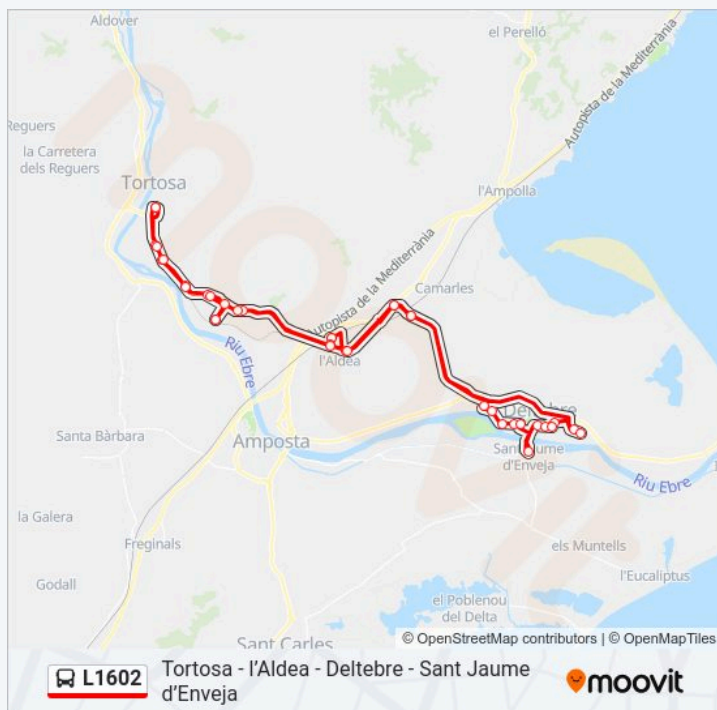 Aldover
el Perelló
Autopista de la Mediterrània
Reguers
la Carretera
dels Reguers
Tortosa
l'Ampolla
Autopista de la Mediterrània
Camarles
l'Aldea
Riu Ebre
Deltebre
Amposta
Santa Bàrbara
Sant Jaume
d'Enveja
Riu Ebre
la Galera
Freginals
els Muntells
l'Eucaliptus
Godall
el Poblenou
del Delta
Sant Carles
moovit
© OpenStreetMap contributors | © OpenMapTiles
L1602
Tortosa - l'Aldea - Deltebre - Sant Jaume
d'Enveja
moovit